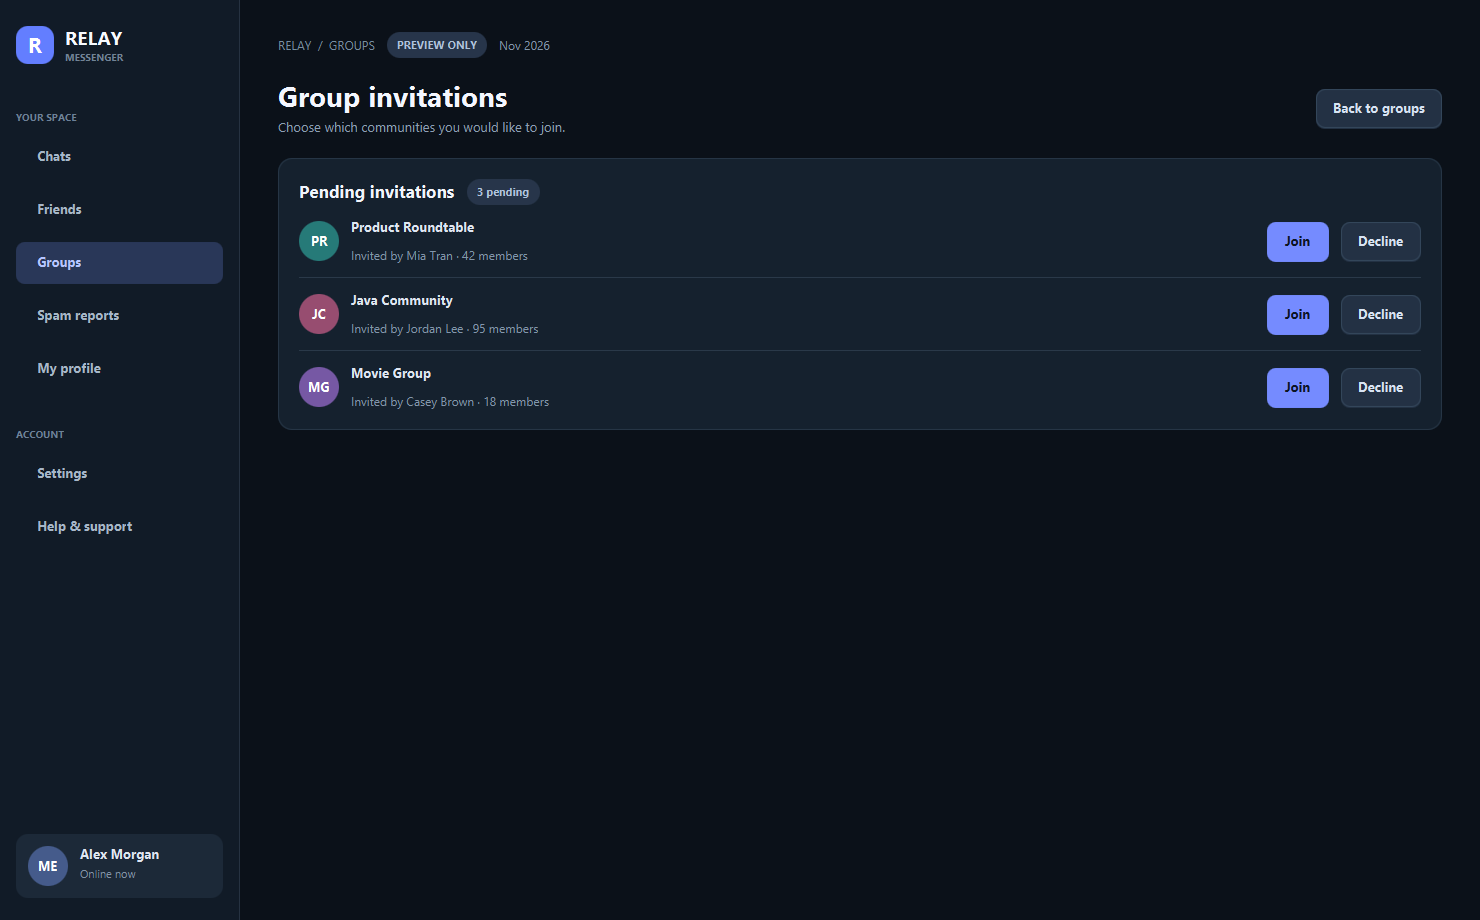 R
RELAY
MESSENGER
YOUR SPACE
Chats
Friends
Groups
Spam reports
My profile
ACCOUNT
Settings
Help & support
ME
Alex Morgan
Online now
RELAY / GROUPS PREVIEW ONLY Nov 2026
Group invitations
Choose which communities you would like to join.
Back to groups
Pending invitations 3 pending
PR
Product Roundtable
Invited by Mia Tran · 42 members
Join Decline
JC
Java Community
Invited by Jordan Lee · 95 members
Join Decline
MG
Movie Group
Invited by Casey Brown · 18 members
Join Decline